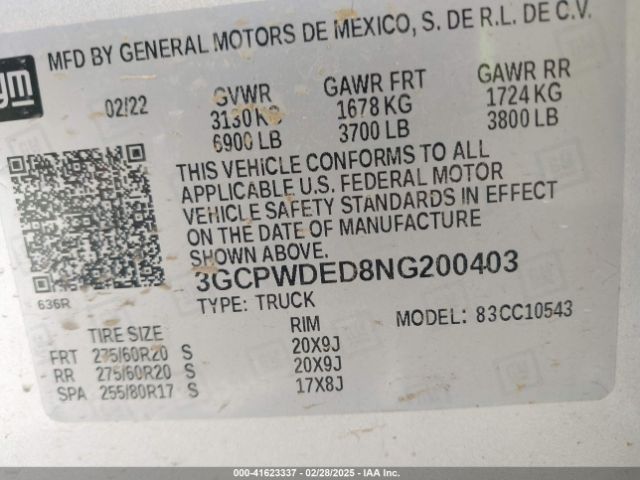 gm
MFD BY GENERAL MOTORS DE MEXICO, S. DE R.L. DE C.V.
02/22 GVWR GAWR FRT GAWR RR
3130 KG 1678 KG 1724 KG
6900 LB 3700 LB 3800 LB
THIS VEHICLE CONFORMS TO ALL
APPLICABLE U.S. FEDERAL MOTOR
VEHICLE SAFETY STANDARDS IN EFFECT
ON THE DATE OF MANUFACTURE
SHOWN ABOVE.
636R
3GCPWDED8NG200403
TYPE: TRUCK MODEL: 83CC10543
TIRE SIZE RIM
FRT 275/60R20 S 20X9J
RR 275/60R20 S 20X9J
SPA 255/80R17 S 17X8J
000-41623337 - 02/28/2025 - IAA Inc.